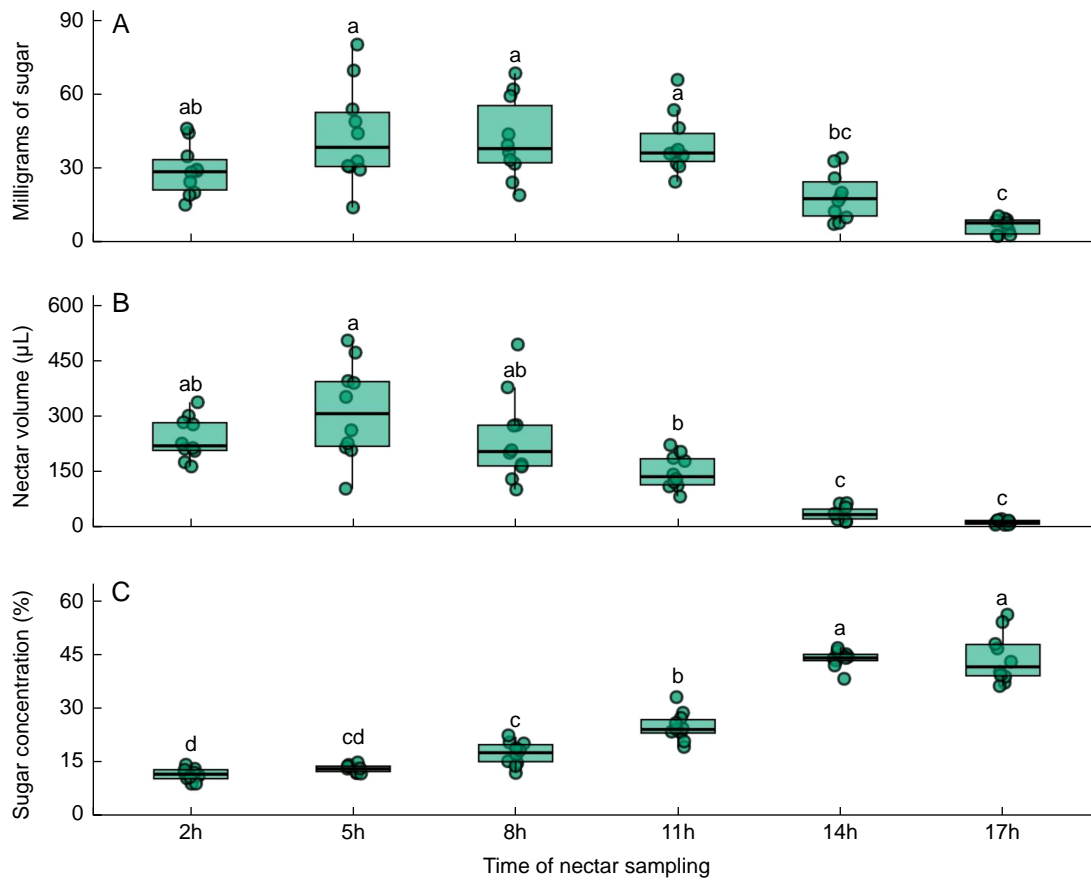 A
Milligrams of sugar
90
60
30
0
ab
a
a
a
bc
c
B
Nectar volume (µL)
600
450
300
150
0
ab
a
ab
b
c
c
C
Sugar concentration (%)
60
45
30
15
0
d
cd
c
b
a
a
2h 5h 8h 11h 14h 17h
Time of nectar sampling